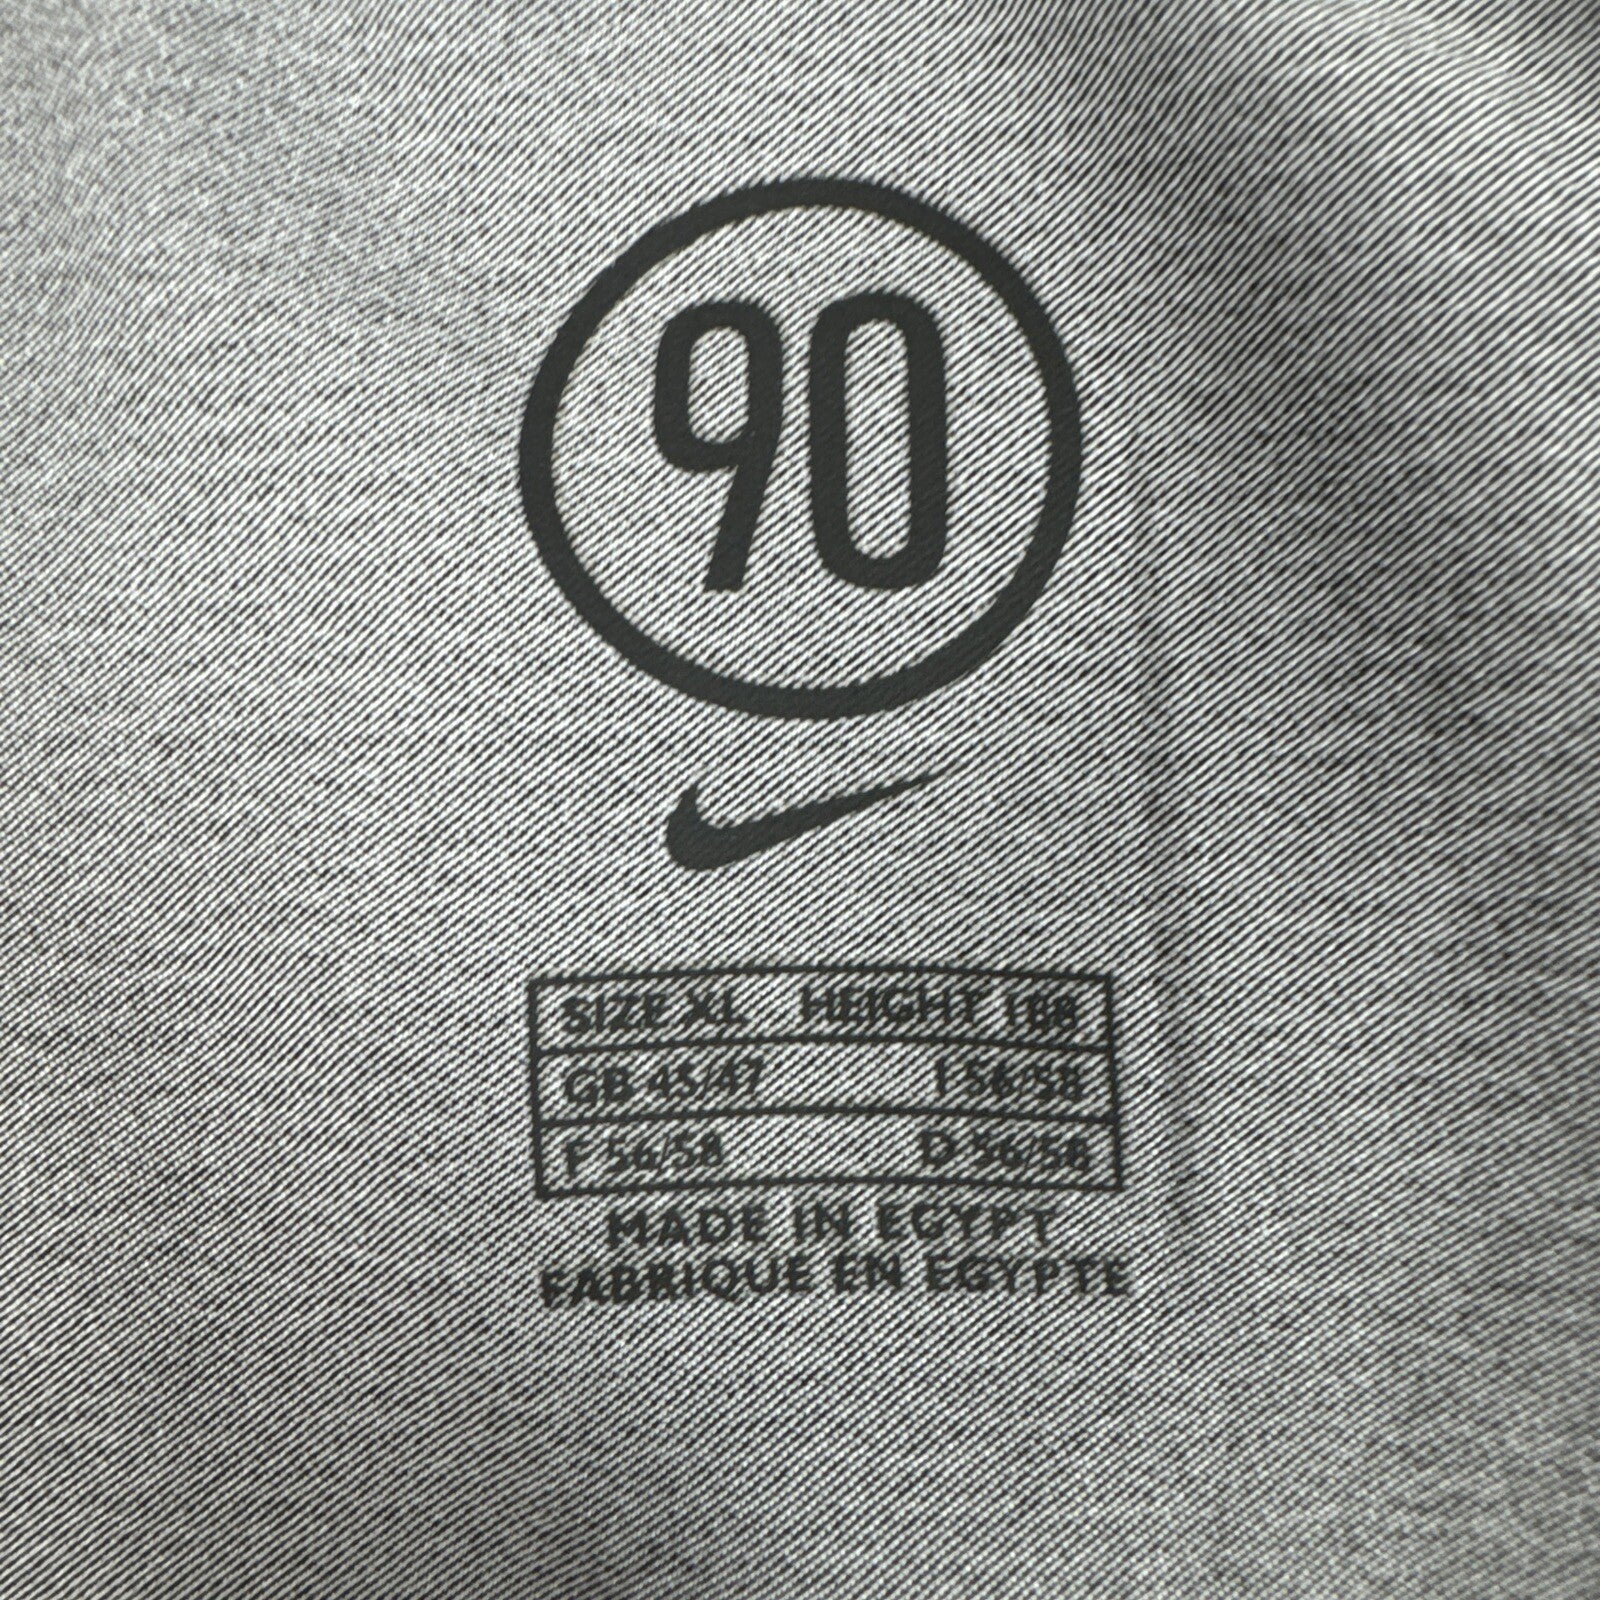 90
SIZE XL HEIGHT 188
GB 45/47 I 56/58
F 56/58 D 56/58
MADE IN EGYPT
FABRIQUE EN EGYPTE